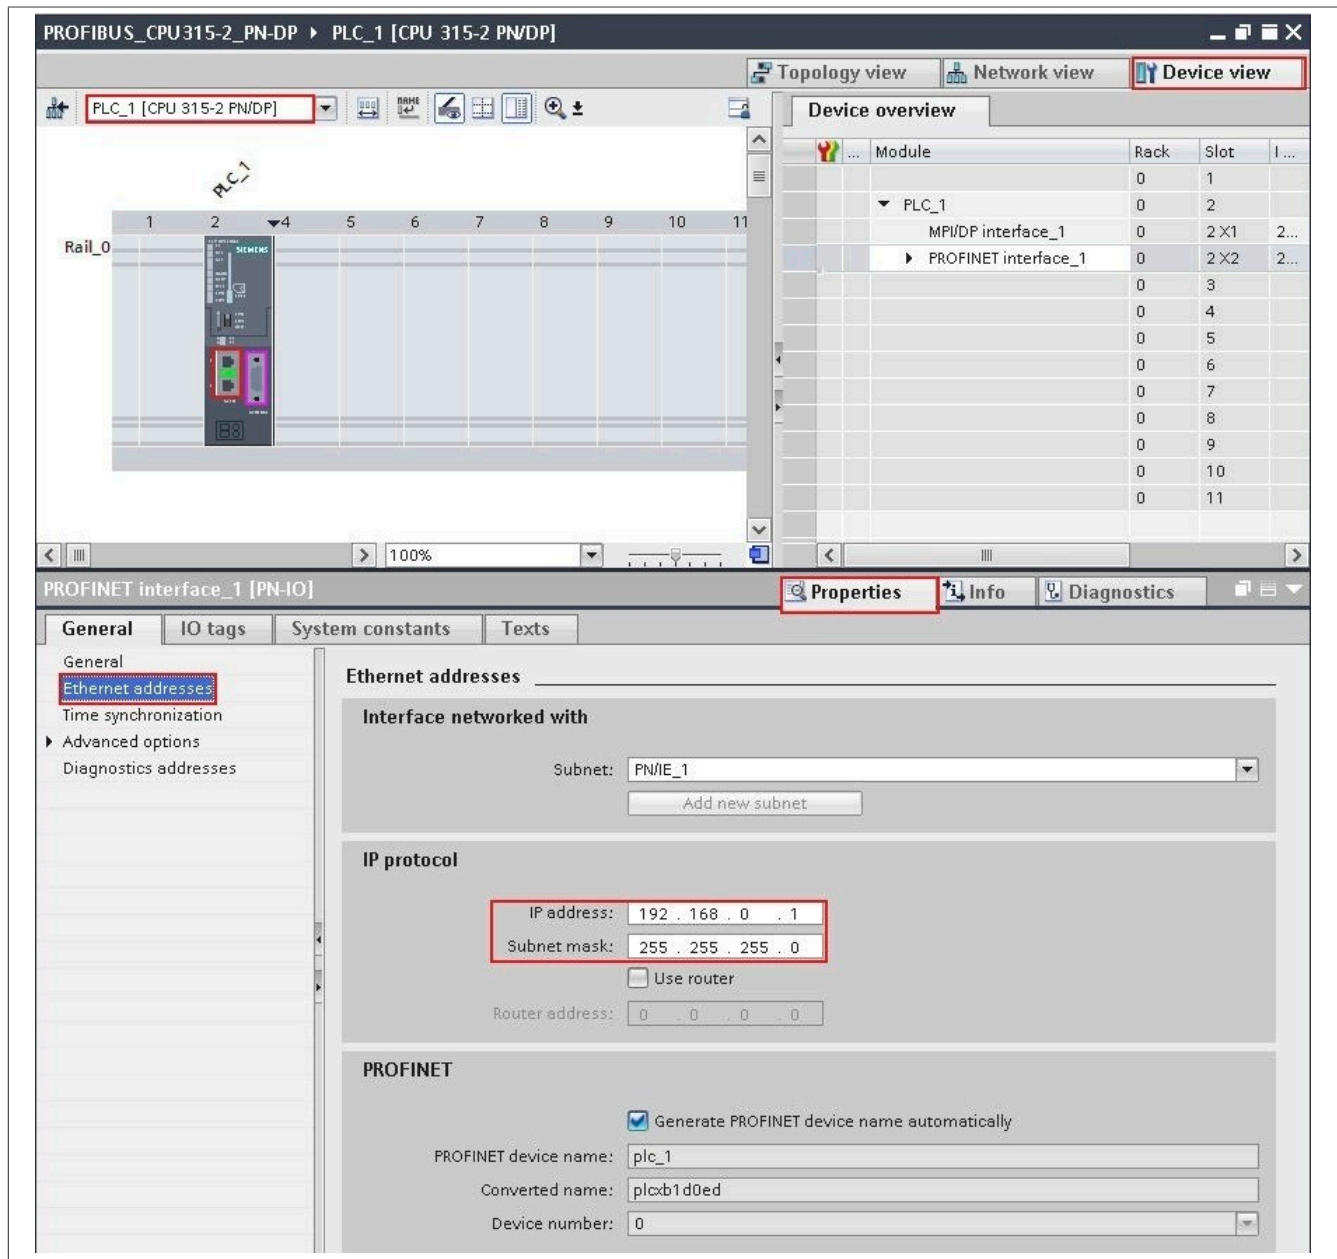 PROFIBUS_CPU315-2_PN-DP ▸ PLC_1 [CPU 315-2 PN/DP]
Topology view Network view Device view
PLC_1 [CPU 315-2 PN/DP]
Device overview
... Module Rack Slot I ...
0 1
PLC_1 0 2
MPI/DP interface_1 0 2 X1 2...
PROFINET interface_1 0 2 X2 2...
0 3
0 4
0 5
0 6
0 7
0 8
0 9
0 10
0 11
PLC_1
1 2 4 5 6 7 8 9 10 11
Rail_0
SIEMENS
100%
PROFINET interface_1 [PN-IO]
Properties Info Diagnostics
General IO tags System constants Texts
General
Ethernet addresses
Time synchronization
Advanced options
Diagnostics addresses
Ethernet addresses
Interface networked with
Subnet: PN/IE_1
Add new subnet
IP protocol
IP address: 192 . 168 . 0 . 1
Subnet mask: 255 . 255 . 255 . 0
Use router
Router address: 0 . 0 . 0 . 0
PROFINET
Generate PROFINET device name automatically
PROFINET device name: plc_1
Converted name: plcxb1d0ed
Device number: 0